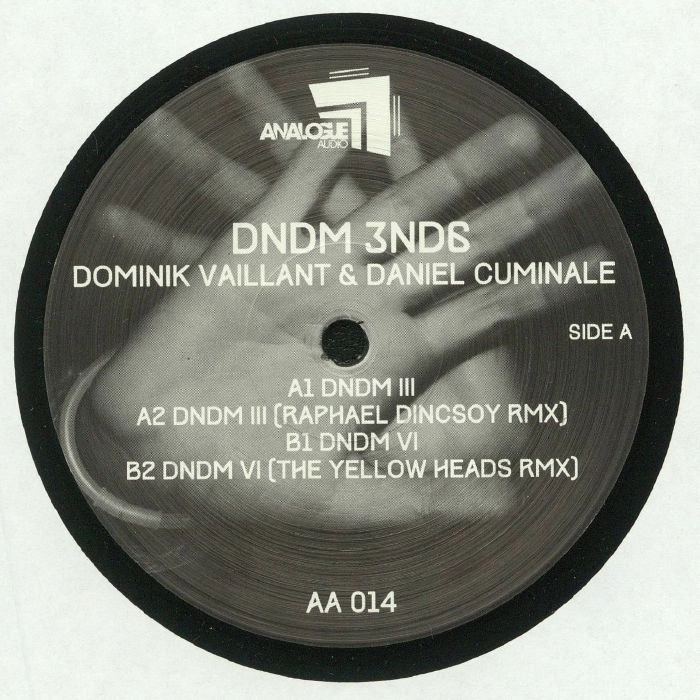 ANALOGUE
AUDIO
DNDM 3ND6
DOMINIK VAILLANT & DANIEL CUMINALE
SIDE A
A1 DNDM III
A2 DNDM III (RAPHAEL DINCSOY RMX)
B1 DNDM VI
B2 DNDM VI (THE YELLOW HEADS RMX)
AA 014